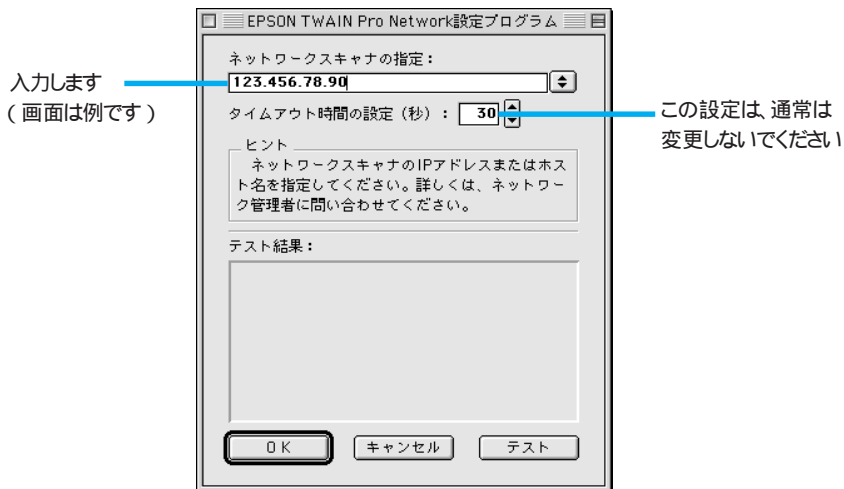 EPSON TWAIN Pro Network設定プログラム
ネットワークスキャナの指定：
123.456.78.90
入力します
（画面は例です）
タイムアウト時間の設定（秒）： 30
この設定は、通常は
変更しないでください
ヒント
ネットワークスキャナのIPアドレスまたはホス
ト名を指定してください。詳しくは、ネットワー
ク管理者に問い合わせてください。
テスト結果：
OK キャンセル テスト